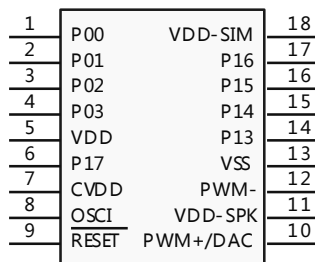 1 P00 VDD-SIM 18
2 P01 P16 17
3 P02 P15 16
4 P03 P14 15
5 VDD P13 14
6 P17 VSS 13
7 CVDD PWM- 12
8 OSCI VDD-SPK 11
9 RESET PWM+/DAC 10